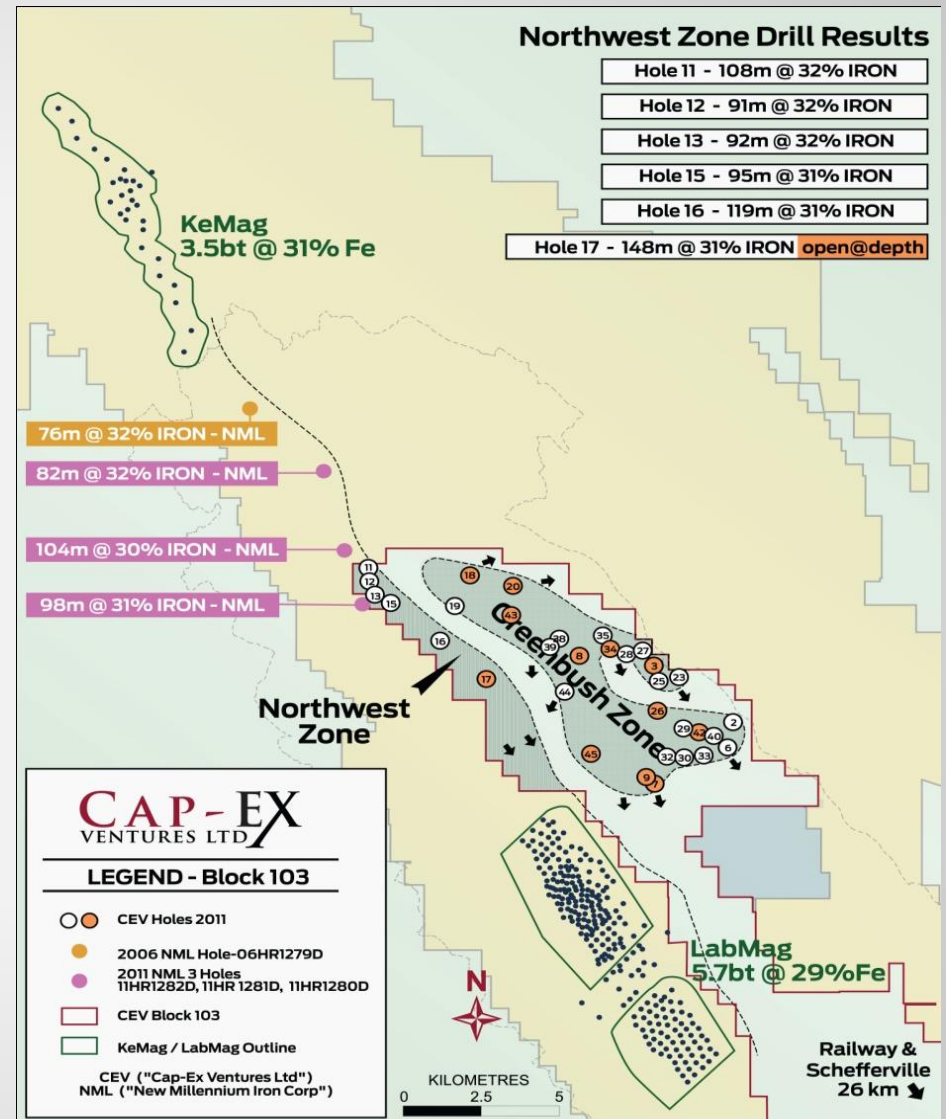 Northwest Zone Drill Results
Hole 11 - 108m @ 32% IRON
Hole 12 - 91m @ 32% IRON
Hole 13 - 92m @ 32% IRON
Hole 15 - 95m @ 31% IRON
Hole 16 - 119m @ 31% IRON
Hole 17 - 148m @ 31% IRON open@depth
KeMag
3.5bt @ 31% Fe
76m @ 32% IRON - NML
82m @ 32% IRON - NML
104m @ 30% IRON - NML
98m @ 31% IRON - NML
11
12
13
15
16
17
18
20
19
43
38
39
8
35
34
28
27
3
25
23
44
26
2
29
42
40
6
32
30
33
45
9
1
Greenbush Zone
Northwest
Zone
CAP-EX
VENTURES LTD
LEGEND - Block 103
CEV Holes 2011
2006 NML Hole-06HR1279D
2011 NML 3 Holes
11HR1282D, 11HR 1281D, 11HR1280D
CEV Block 103
KeMag / LabMag Outline
CEV ("Cap-Ex Ventures Ltd")
NML ("New Millennium Iron Corp")
LabMag
5.7bt @ 29%Fe
N
KILOMETRES
0 2.5 5
Railway &
Schefferville
26 km